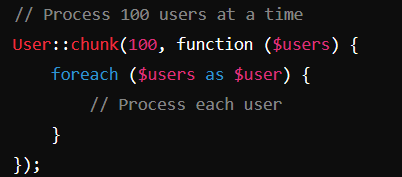 // Process 100 users at a time
User::chunk(100, function ($users) {
    foreach ($users as $user) {
        // Process each user
    }
});